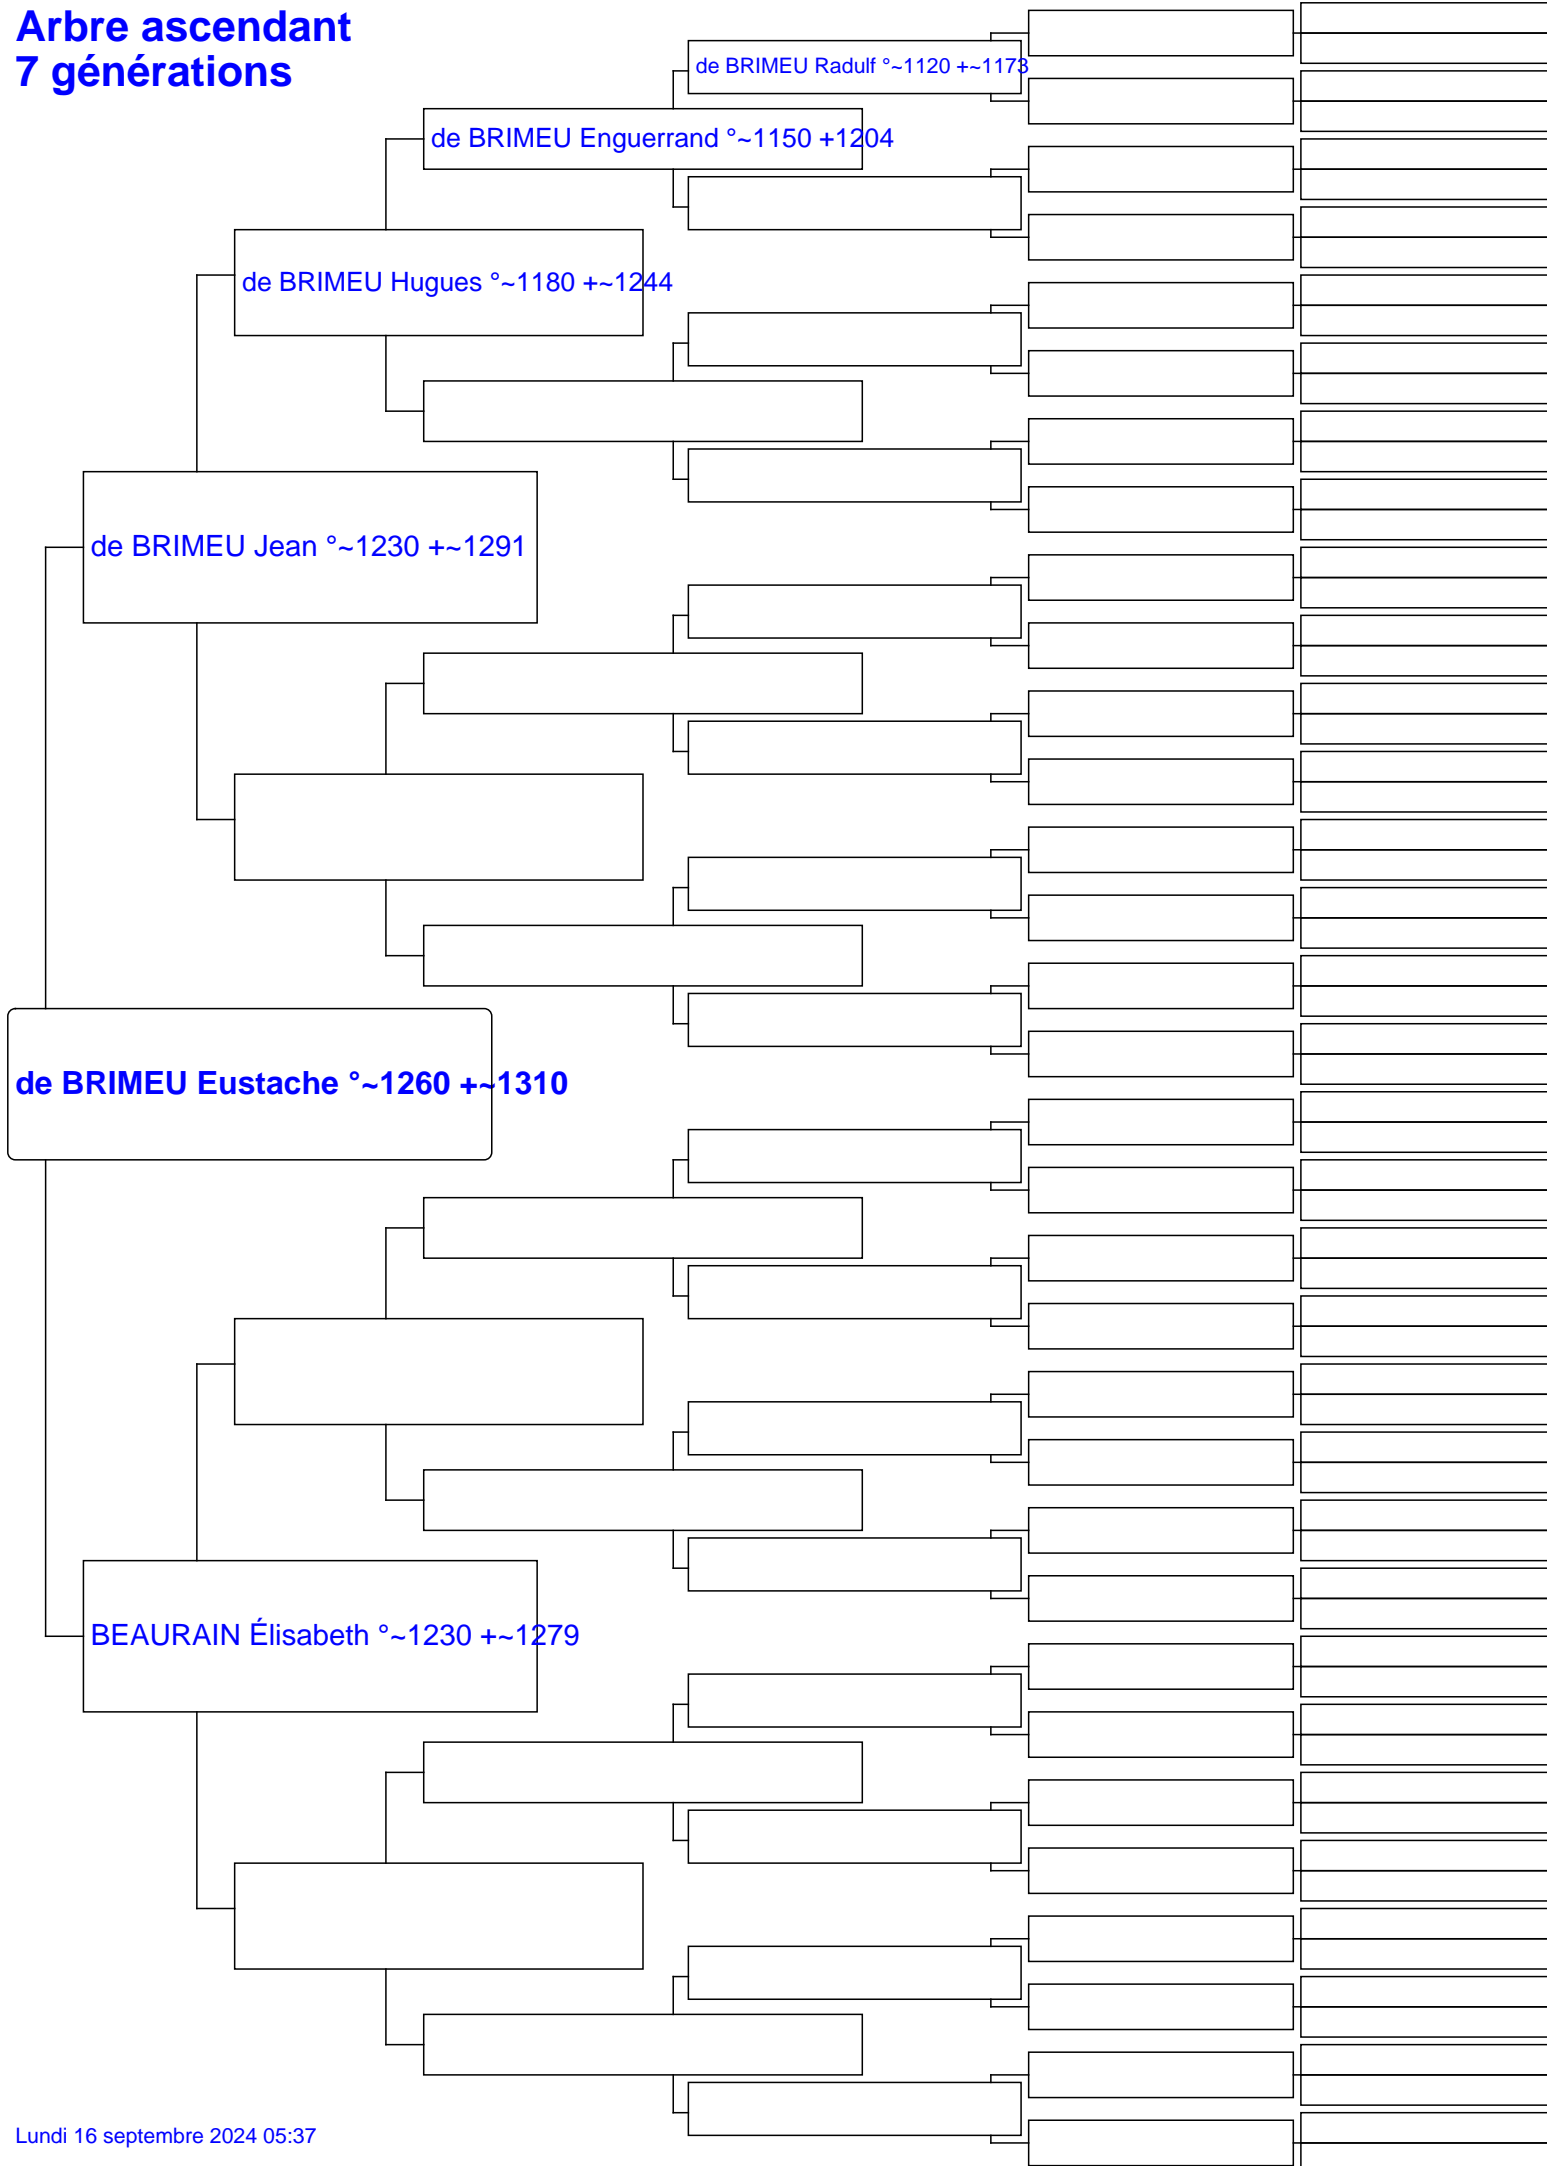 Arbre ascendant
7 générations
de BRIMEU Radulf °~1120 +~1173
de BRIMEU Enguerrand °~1150 +1204
de BRIMEU Hugues °~1180 +~1244
de BRIMEU Jean °~1230 +~1291
de BRIMEU Eustache °~1260 +~1310
BEAURAIN Élisabeth °~1230 +~1279
Lundi 16 septembre 2024 05:37